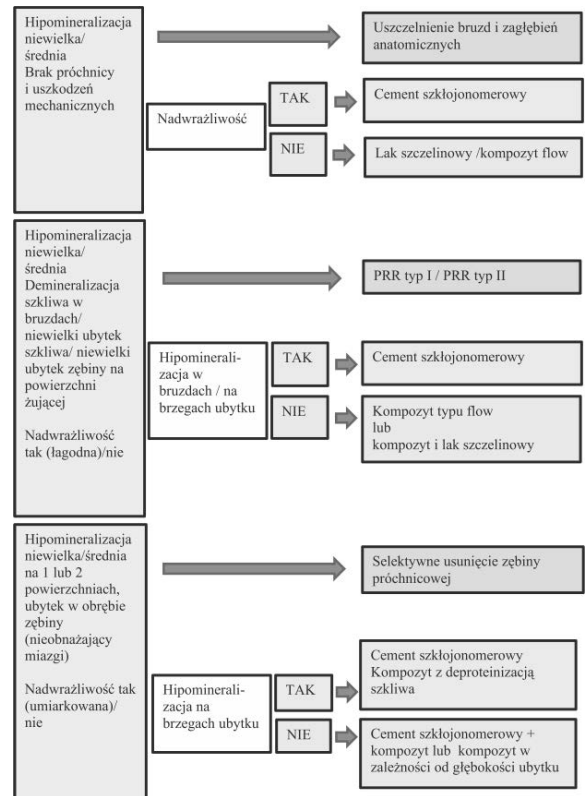 Hipomineralizacja
niewielka/
średnia
Brak próchnicy
i uszkodzeń
mechanicznych
Uszczelnienie bruzd i zagłębień
anatomicznych
Nadwrażliwość
TAK
Cement szkłojonomerowy
NIE
Lak szczelinowy /kompozyt flow
Hipomineralizacja
niewielka/
średnia
Demineralizacja
szkliwa w
bruzdach/
niewielki ubytek
szkliwa/ niewielki
ubytek zębiny na
powierzchni
żującej
Nadwrażliwość
tak (łagodna)/nie
PRR typ I / PRR typ II
Hipominerali-
zacja w
bruzdach / na
brzegach ubytku
TAK
Cement szkłojonomerowy
NIE
Kompozyt typu flow
lub
kompozyt i lak szczelinowy
Hipomineralizacja
niewielka/średnia
na 1 lub 2
powierzchniach,
ubytek w obrębie
zębiny
(nieobnażający
miazgi)
Nadwrażliwość tak
(umiarkowana)/
nie
Selektywne usunięcie zębiny
próchnicowej
Hipominerali-
zacja na
brzegach ubytku
TAK
Cement szkłojonomerowy
Kompozyt z deproteinizacją
szkliwa
NIE
Cement szkłojonomerowy +
kompozyt lub kompozyt w
zależności od głębokości ubytku